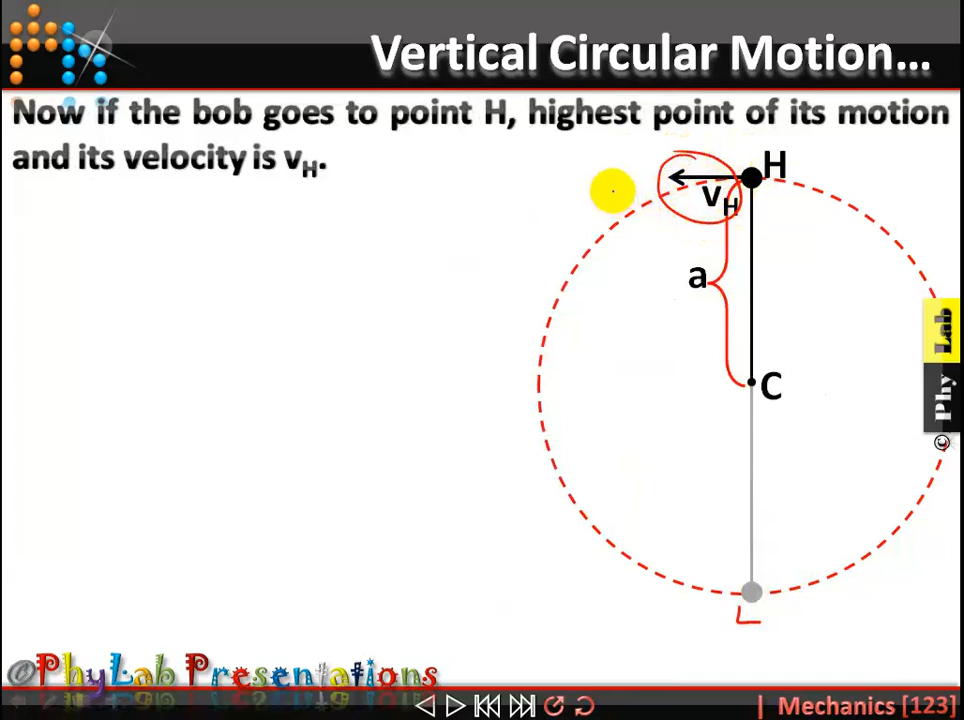 Vertical Circular Motion...
Now if the bob goes to point H, highest point of its motion
and its velocity is vH.
H
vH
a
C
L
© Phy Lab
©PhyLab Presentations
| Mechanics [123]